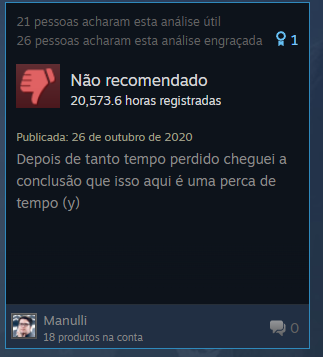 21 pessoas acharam esta análise útil
26 pessoas acharam esta análise engraçada
1
Não recomendado
20,573.6 horas registradas
Publicada: 26 de outubro de 2020
Depois de tanto tempo perdido cheguei a
conclusão que isso aqui é uma perca de
tempo (y)
Manulli
18 produtos na conta
0